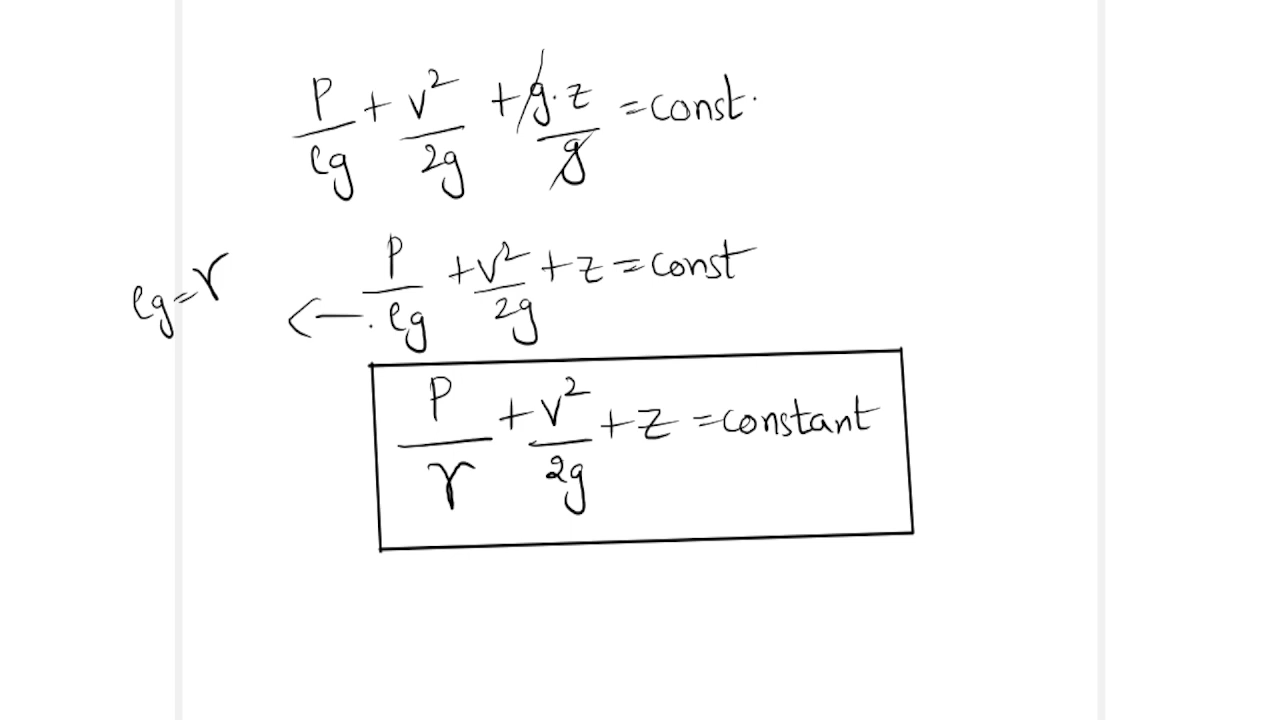 P/ρg + v²/2g + g·z/g = const.
P/ρg + v²/2g + z = const
ρg = γ ←
P/γ + v²/2g + z = constant